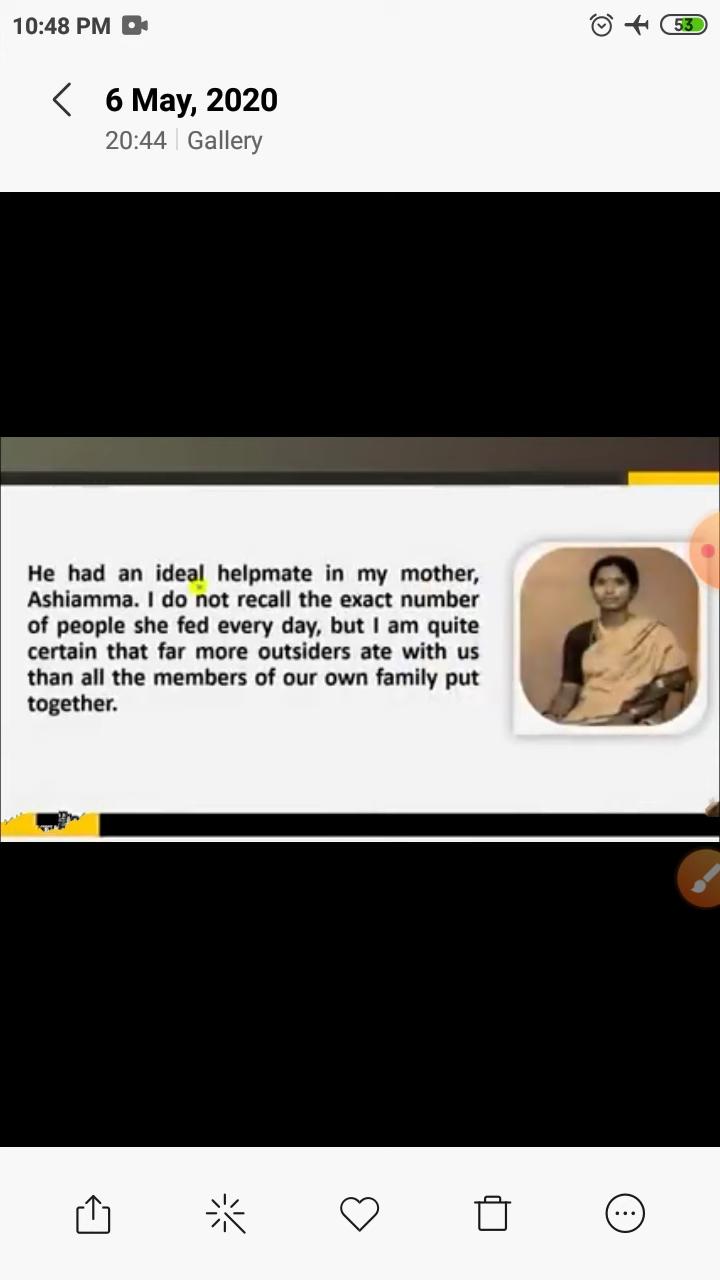 10:48 PM
53
6 May, 2020
20:44 | Gallery
He had an ideal helpmate in my mother,
Ashiamma. I do not recall the exact number
of people she fed every day, but I am quite
certain that far more outsiders ate with us
than all the members of our own family put
together.